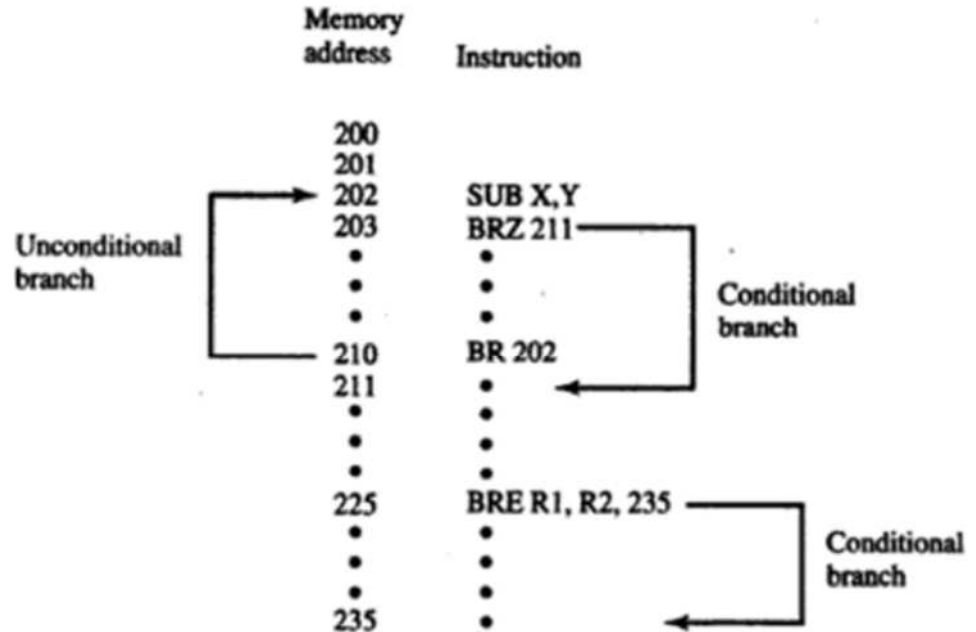 Memory
address
Instruction
200
201
202 SUB X,Y
203 BRZ 211
Unconditional
branch
Conditional
branch
210 BR 202
211
225 BRE R1, R2, 235
Conditional
branch
235